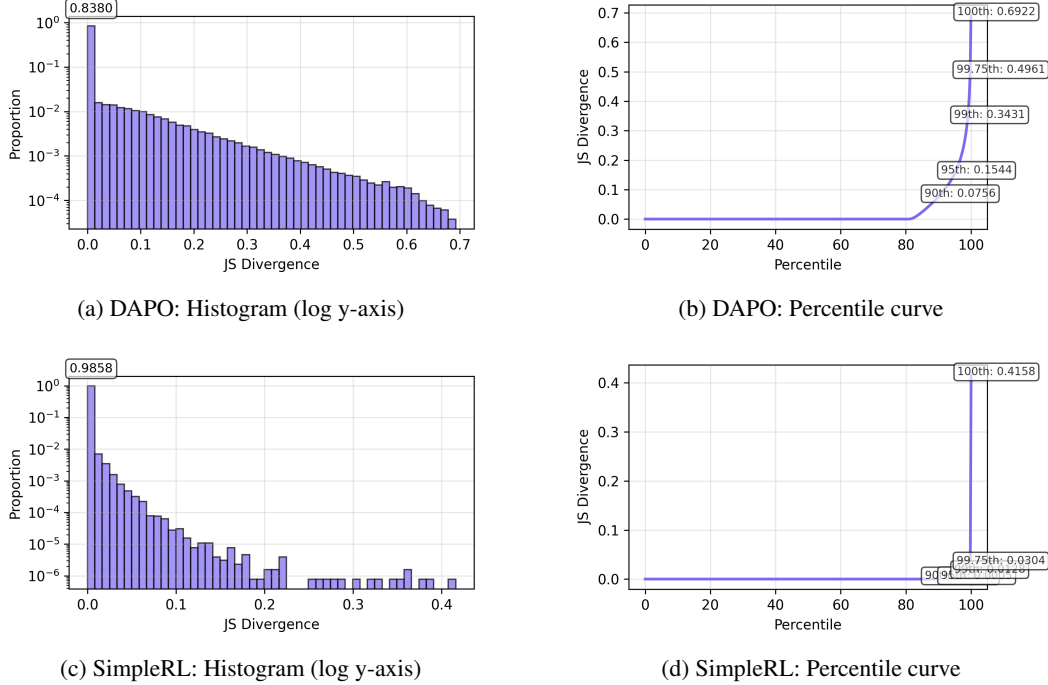 0.8380
10⁰
10⁻¹
10⁻²
10⁻³
10⁻⁴
Proportion
0.0 0.1 0.2 0.3 0.4 0.5 0.6 0.7
JS Divergence
(a) DAPO: Histogram (log y-axis)
100th: 0.6922
99.75th: 0.4961
99th: 0.3431
95th: 0.1544
90th: 0.0756
0.7
0.6
0.5
0.4
0.3
0.2
0.1
0.0
JS Divergence
0 20 40 60 80 100
Percentile
(b) DAPO: Percentile curve
0.9858
10⁰
10⁻¹
10⁻²
10⁻³
10⁻⁴
10⁻⁵
10⁻⁶
Proportion
0.0 0.1 0.2 0.3 0.4
JS Divergence
(c) SimpleRL: Histogram (log y-axis)
100th: 0.4158
99.75th: 0.0304
0.4
0.3
0.2
0.1
0.0
JS Divergence
0 20 40 60 80 100
Percentile
(d) SimpleRL: Percentile curve